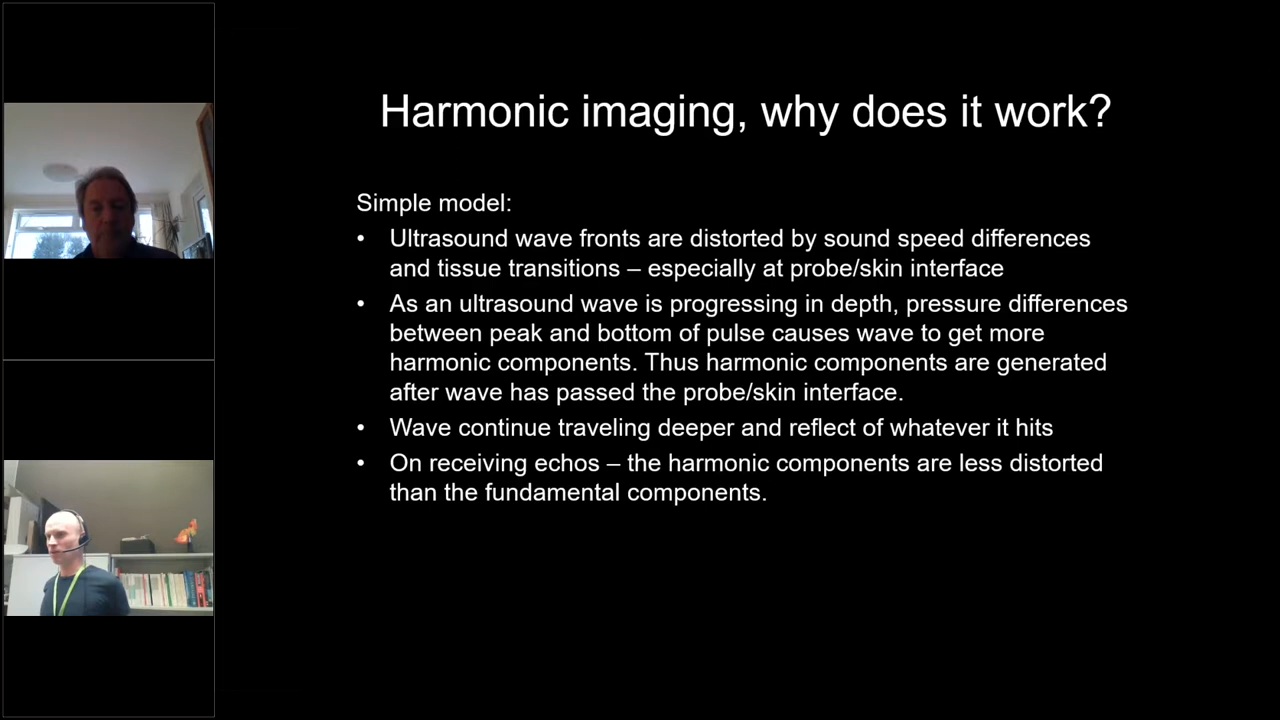 Harmonic imaging, why does it work?
Simple model:
• Ultrasound wave fronts are distorted by sound speed differences
and tissue transitions – especially at probe/skin interface
• As an ultrasound wave is progressing in depth, pressure differences
between peak and bottom of pulse causes wave to get more
harmonic components. Thus harmonic components are generated
after wave has passed the probe/skin interface.
• Wave continue traveling deeper and reflect of whatever it hits
• On receiving echos – the harmonic components are less distorted
than the fundamental components.